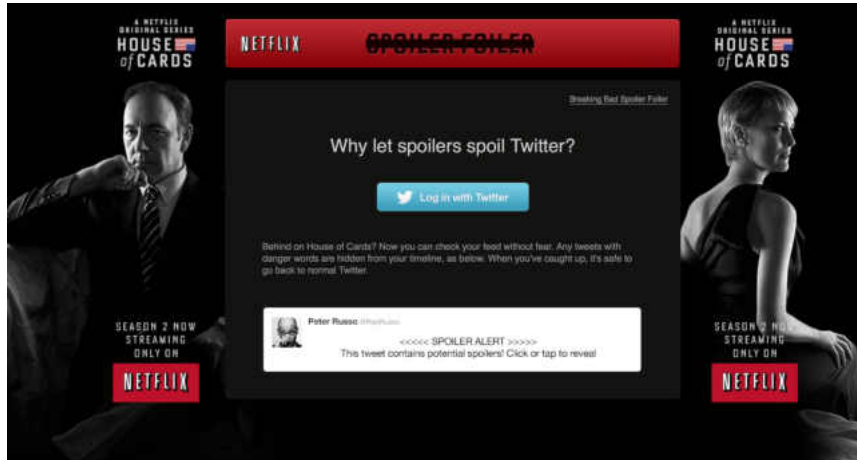 A NETFLIX
ORIGINAL SERIES
HOUSE
of CARDS
SEASON 2 NOW
STREAMING
ONLY ON
NETFLIX
NETFLIX
SPOILER FOILER
Breaking Bad Spoiler Foiler
Why let spoilers spoil Twitter?
Log in with Twitter
Behind on House of Cards? Now you can check your feed without fear. Any tweets with
danger words are hidden from your timeline, as below. When you've caught up, it's safe to
go back to normal Twitter.
Peter Russo
<<<<< SPOILER ALERT >>>>>
This tweet contains potential spoilers! Click or tap to reveal
A NETFLIX
ORIGINAL SERIES
HOUSE
of CARDS
SEASON 2 NOW
STREAMING
ONLY ON
NETFLIX